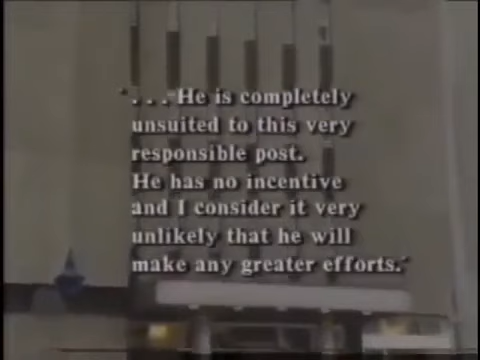 "...He is completely
unsuited to this very
responsible post.
He has no incentive
and I consider it very
unlikely that he will
make any greater efforts."